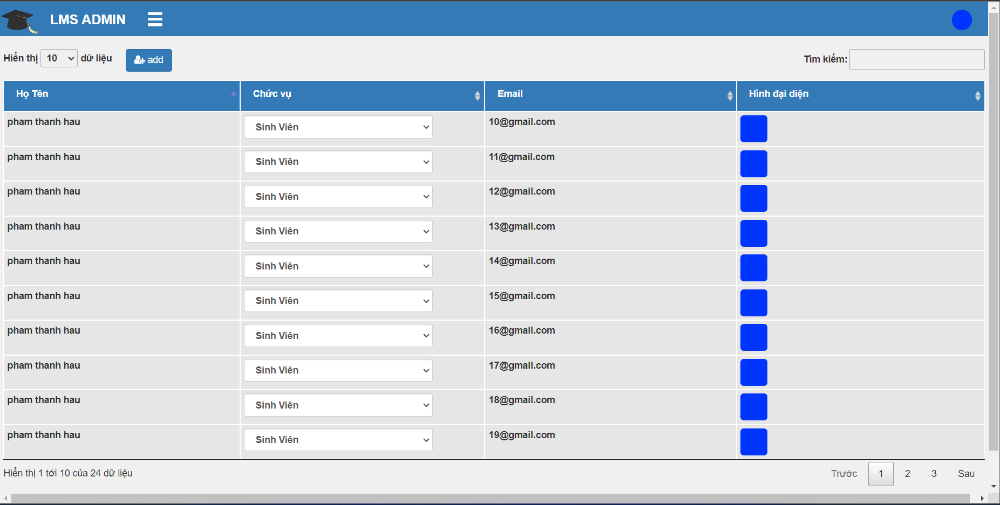 LMS ADMIN
Hiển thị 10 dữ liệu add Tìm kiếm:
Họ Tên Chức vụ Email Hình đại diện
pham thanh hau Sinh Viên 10@gmail.com
pham thanh hau Sinh Viên 11@gmail.com
pham thanh hau Sinh Viên 12@gmail.com
pham thanh hau Sinh Viên 13@gmail.com
pham thanh hau Sinh Viên 14@gmail.com
pham thanh hau Sinh Viên 15@gmail.com
pham thanh hau Sinh Viên 16@gmail.com
pham thanh hau Sinh Viên 17@gmail.com
pham thanh hau Sinh Viên 18@gmail.com
pham thanh hau Sinh Viên 19@gmail.com
Hiển thị 1 tới 10 của 24 dữ liệu Trước 1 2 3 Sau